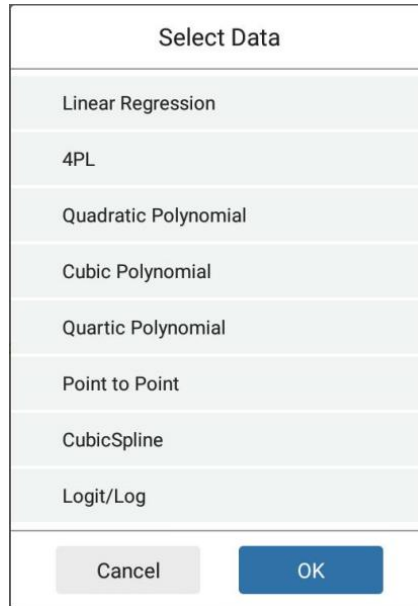 Select Data
Linear Regression
4PL
Quadratic Polynomial
Cubic Polynomial
Quartic Polynomial
Point to Point
CubicSpline
Logit/Log
Cancel OK